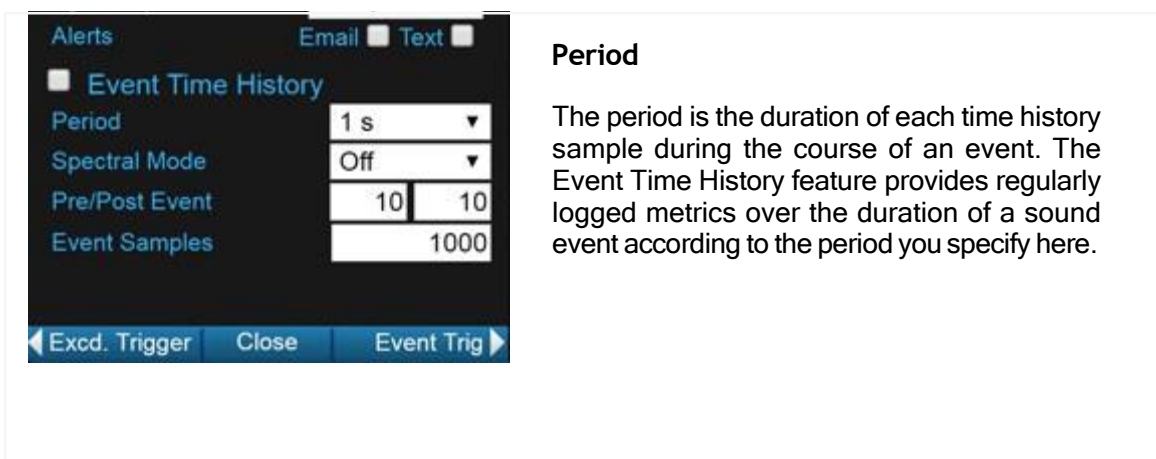 Alerts Email Text
Event Time History
Period 1 s
Spectral Mode Off
Pre/Post Event 10 10
Event Samples 1000
Excd. Trigger Close Event Trig
Period
The period is the duration of each time history
sample during the course of an event. The
Event Time History feature provides regularly
logged metrics over the duration of a sound
event according to the period you specify here.